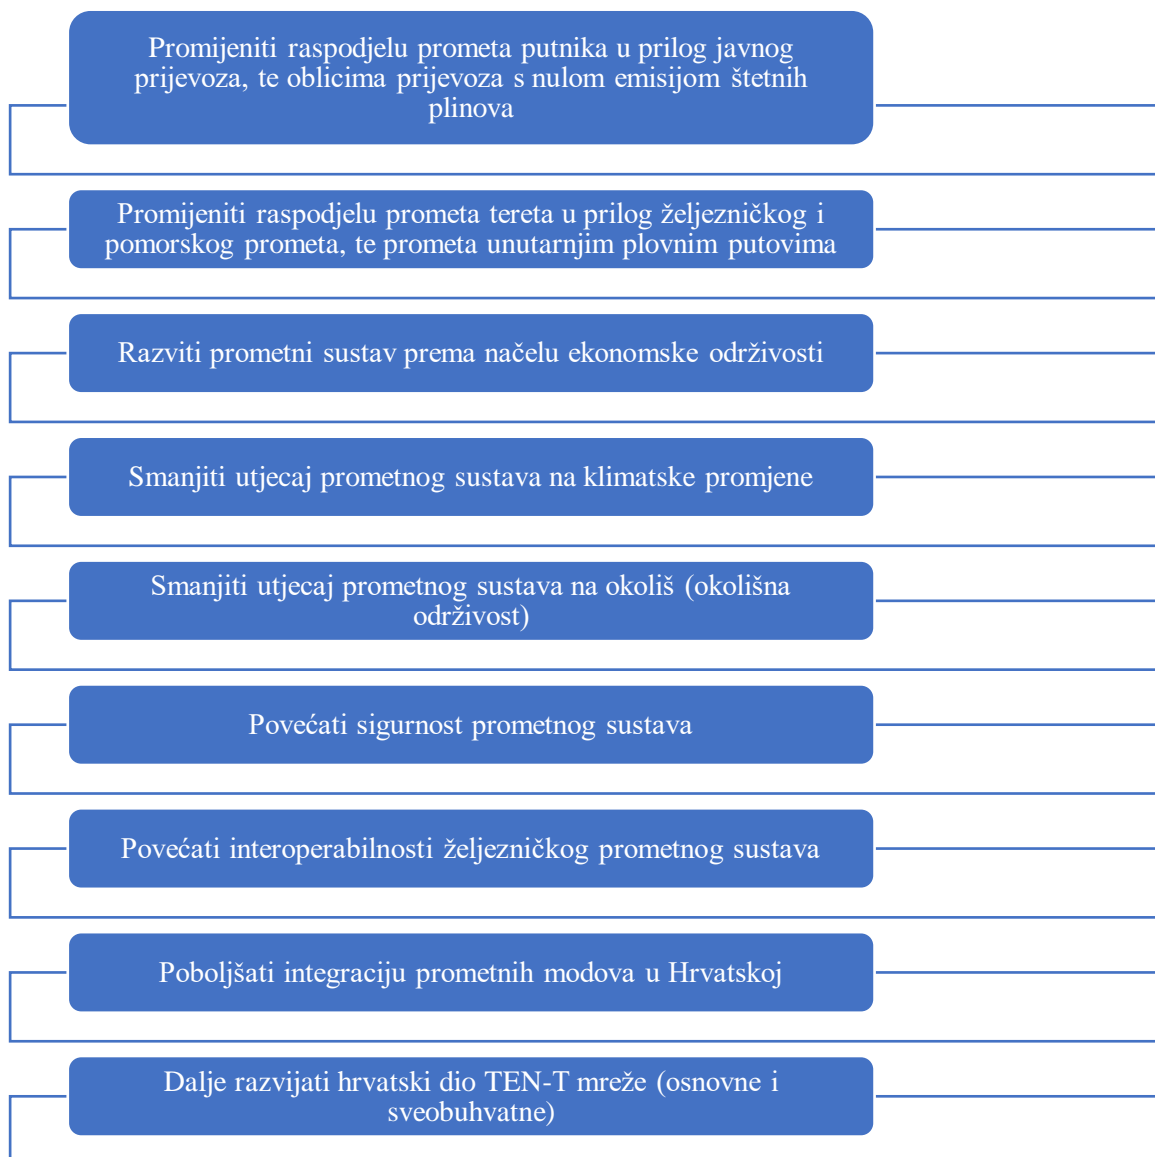 Promijeniti raspodjelu prometa putnika u prilog javnog
prijevoza, te oblicima prijevoza s nulom emisijom štetnih
plinova
Promijeniti raspodjelu prometa tereta u prilog željezničkog i
pomorskog prometa, te prometa unutarnjim plovnim putovima
Razviti prometni sustav prema načelu ekonomske održivosti
Smanjiti utjecaj prometnog sustava na klimatske promjene
Smanjiti utjecaj prometnog sustava na okoliš (okolišna
održivost)
Povećati sigurnost prometnog sustava
Povećati interoperabilnosti željezničkog prometnog sustava
Poboljšati integraciju prometnih modova u Hrvatskoj
Dalje razvijati hrvatski dio TEN-T mreže (osnovne i
sveobuhvatne)